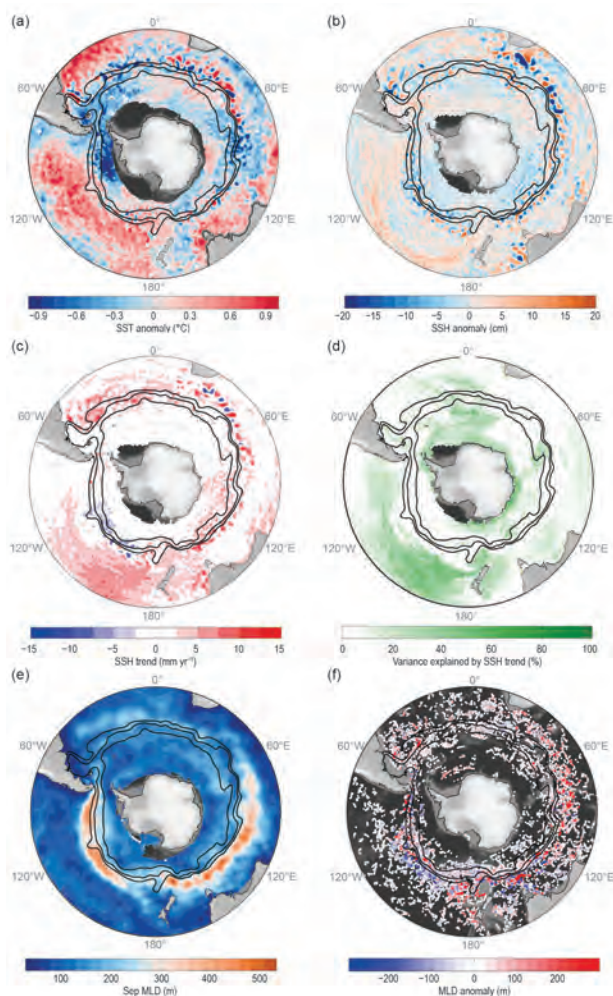 (a)
(b)
0°
0°
60°W
60°E
60°W
60°E
120°W
120°E
120°W
120°E
180°
180°
−0.9 −0.6 −0.3 0.3 0.6 0.9
−20 −15 −10 −5 0 5 10 15 20
SST anomaly (°C)
SSH anomaly (cm)
(c)
(d)
0°
0°
60°W
60°E
60°W
60°E
120°W
120°E
120°W
120°E
180°
180°
−15 −10 −5 0 5 10 15
0 20 40 60 80 100
SSH trend (mm yr⁻¹)
Variance explained by SSH trend (%)
(e)
(f)
0°
0°
60°W
60°E
60°W
60°E
120°W
120°E
120°W
120°E
180°
180°
100 200 300 400 500
−200 −100 0 100 200
Sep MLD (m)
MLD anomaly (m)